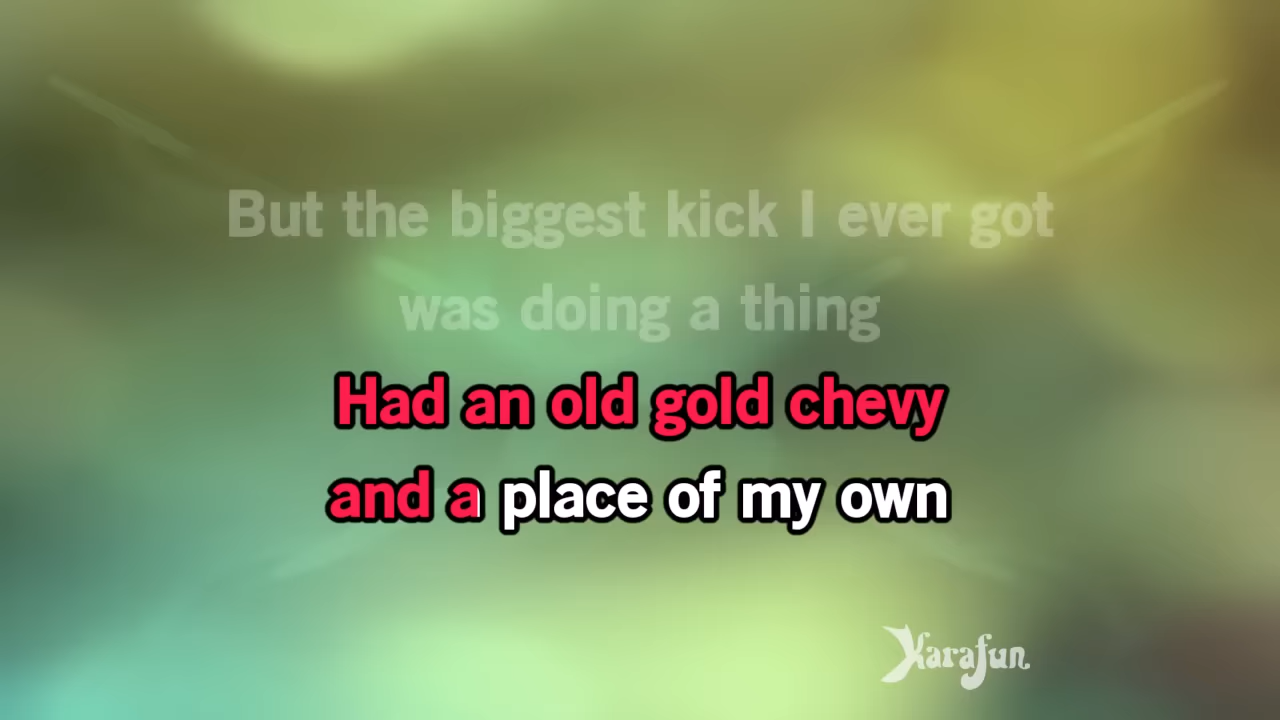 But the biggest kick I ever got
was doing a thing
Had an old gold chevy
and a place of my own
Karafun